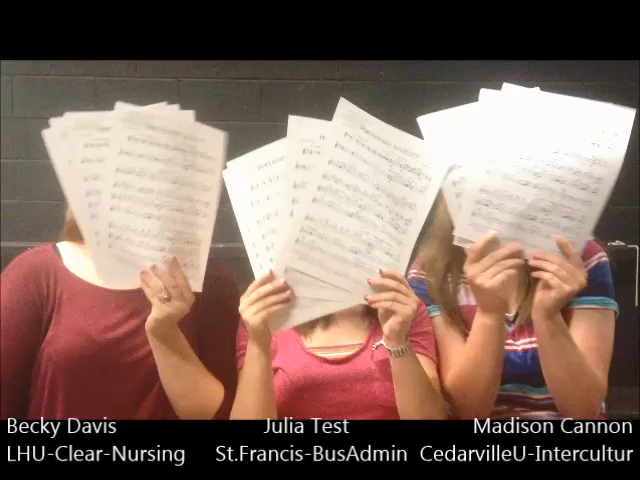 Becky Davis Julia Test Madison Cannon
LHU-Clear-Nursing St.Francis-BusAdmin CedarvilleU-Intercultur